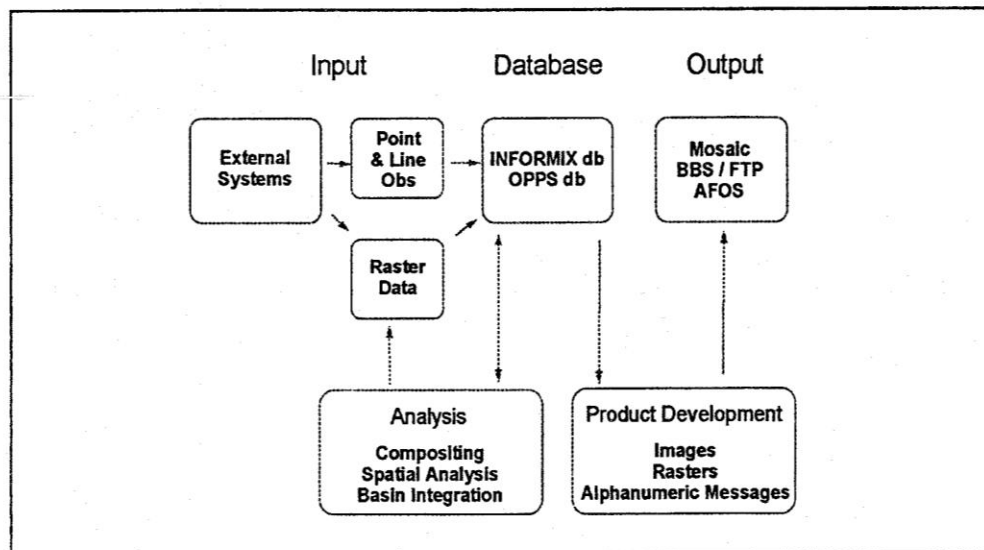 Input
Database
Output
External
Systems
Point
& Line
Obs
INFORMIX db
OPPS db
Mosaic
BBS / FTP
AFOS
Raster
Data
Analysis
Compositing
Spatial Analysis
Basin Integration
Product Development
Images
Rasters
Alphanumeric Messages